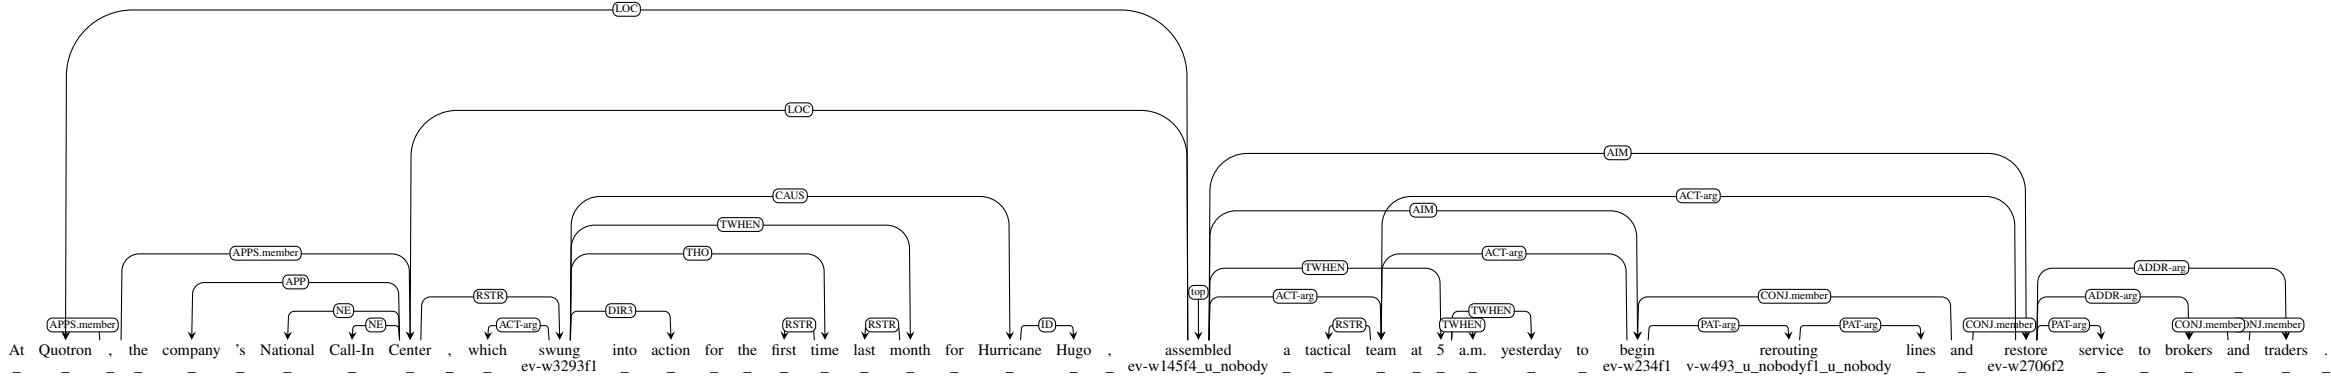 LOC
LOC
AIM
CAUS ACT-arg
AIM
TWHEN
APPS.member THO ACT-arg
TWHEN ADDR-arg
APP
RSTR top ACT-arg CONJ.member ADDR-arg
NE DIR3 TWHEN
APPS.member NE ACT-arg RSTR RSTR ID RSTR TWHEN PAT-arg PAT-arg CONJ.member PAT-arg CONJ.member
At Quotron , the company 's National Call-In Center , which swung into action for the first time last month for Hurricane Hugo , assembled a tactical team at 5 a.m. yesterday to begin rerouting lines and restore service to brokers and traders .
_ _ _ _ _ _ _ _ _ _ _ ev-w3293f1 _ _ _ _ _ _ _ _ _ _ _ _ ev-w145f4_u_nobody _ _ _ _ _ _ _ _ ev-w234f1 v-w493_u_nobodyf1_u_nobody _ _ ev-w2706f2 _ _ _ _ _ _